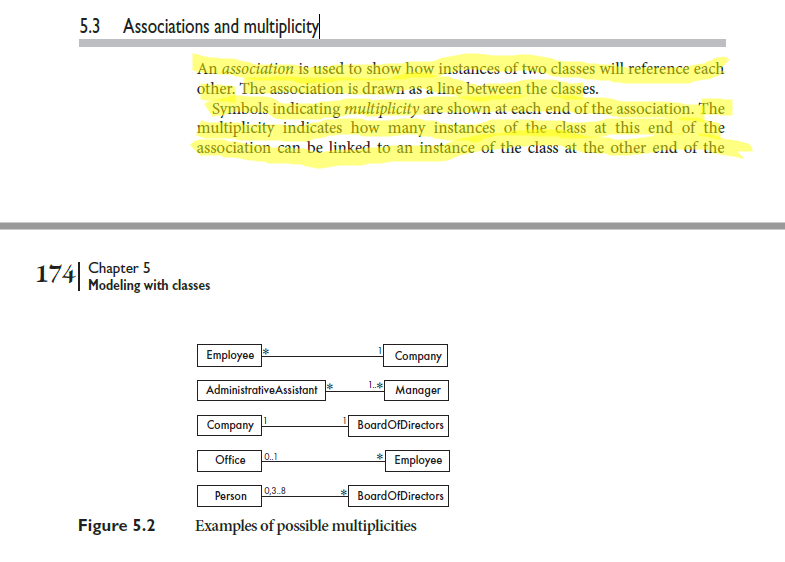 5.3 Associations and multiplicity
An association is used to show how instances of two classes will reference each
other. The association is drawn as a line between the classes.
Symbols indicating multiplicity are shown at each end of the association. The
multiplicity indicates how many instances of the class at this end of the
association can be linked to an instance of the class at the other end of the
174 Chapter 5
Modeling with classes
Employee * 1 Company
AdministrativeAssistant * 1..* Manager
Company 1 1 BoardOfDirectors
Office 0..1 * Employee
Person 0,3..8 * BoardOfDirectors
Figure 5.2 Examples of possible multiplicities